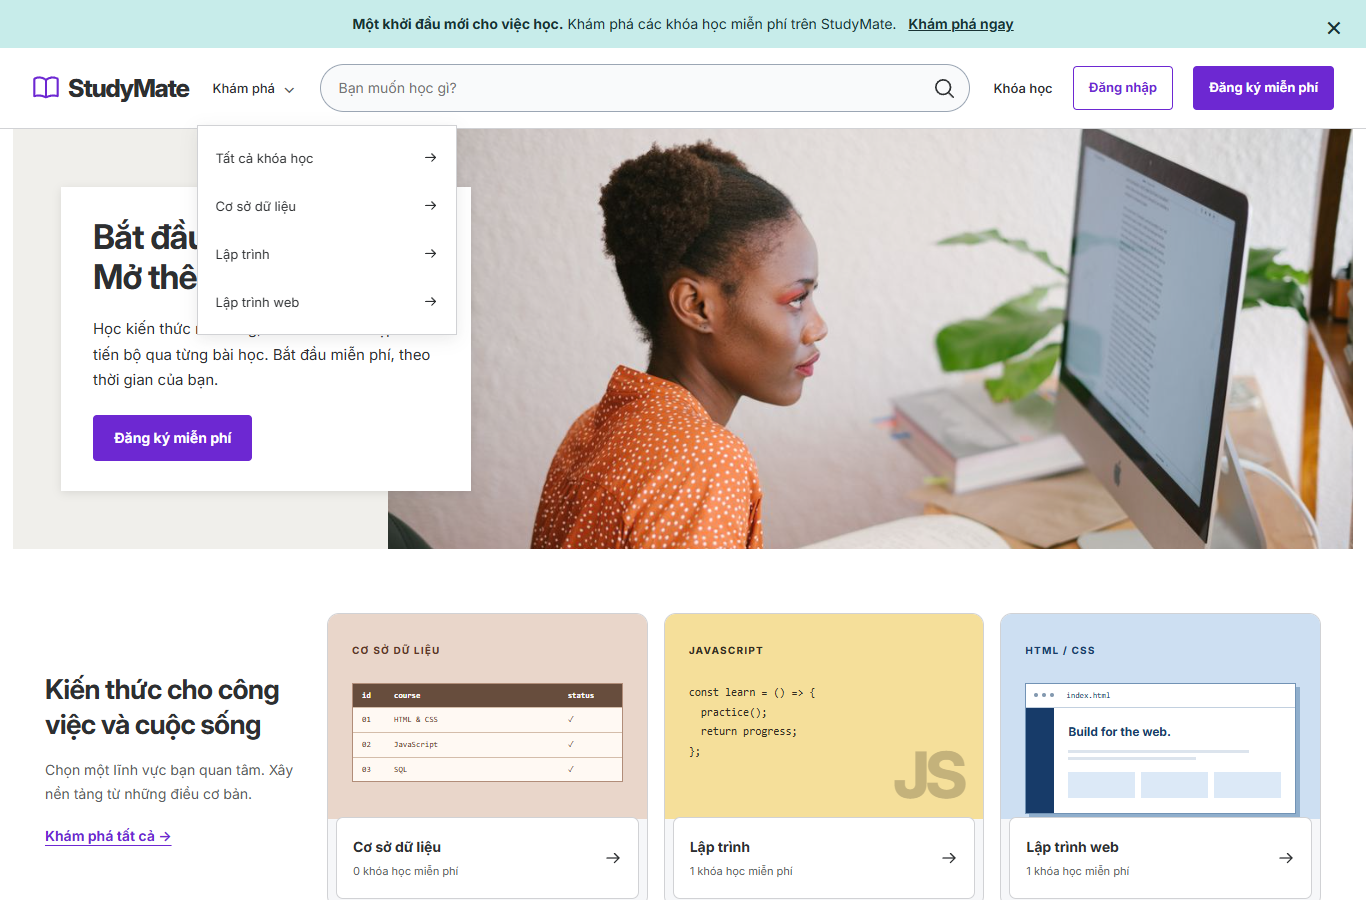 Một khởi đầu mới cho việc học. Khám phá các khóa học miễn phí trên StudyMate. Khám phá ngay
StudyMate
Khám phá
Bạn muốn học gì?
Khóa học
Đăng nhập
Đăng ký miễn phí
Tất cả khóa học
Cơ sở dữ liệu
Lập trình
Lập trình web
Bắt đầu
Mở thê
Học kiến thức
tiến bộ qua từng bài học. Bắt đầu miễn phí, theo
thời gian của bạn.
Đăng ký miễn phí
Kiến thức cho công
việc và cuộc sống
Chọn một lĩnh vực bạn quan tâm. Xây
nền tảng từ những điều cơ bản.
Khám phá tất cả →
CƠ SỞ DỮ LIỆU
id course status
01 HTML & CSS ✓
02 JavaScript ✓
03 SQL ✓
Cơ sở dữ liệu
0 khóa học miễn phí
JAVASCRIPT
const learn = () => {
practice();
return progress;
};
JS
Lập trình
1 khóa học miễn phí
HTML / CSS
index.html
Build for the web.
Lập trình web
1 khóa học miễn phí